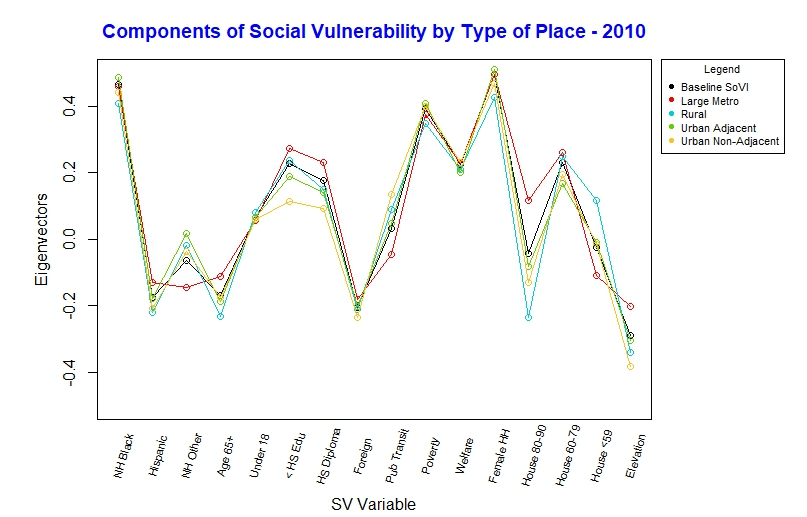 Components of Social Vulnerability by Type of Place - 2010
Legend
Baseline SoVI
Large Metro
Rural
Urban Adjacent
Urban Non-Adjacent
Eigenvectors
0.4
0.2
0.0
-0.2
-0.4
NH Black
Hispanic
NH Other
Age 65+
Under 18
< HS Edu
HS Diploma
Foreign
Pub Transit
Poverty
Welfare
Female HH
House 80-90
House 60-79
House <59
Elevation
SV Variable